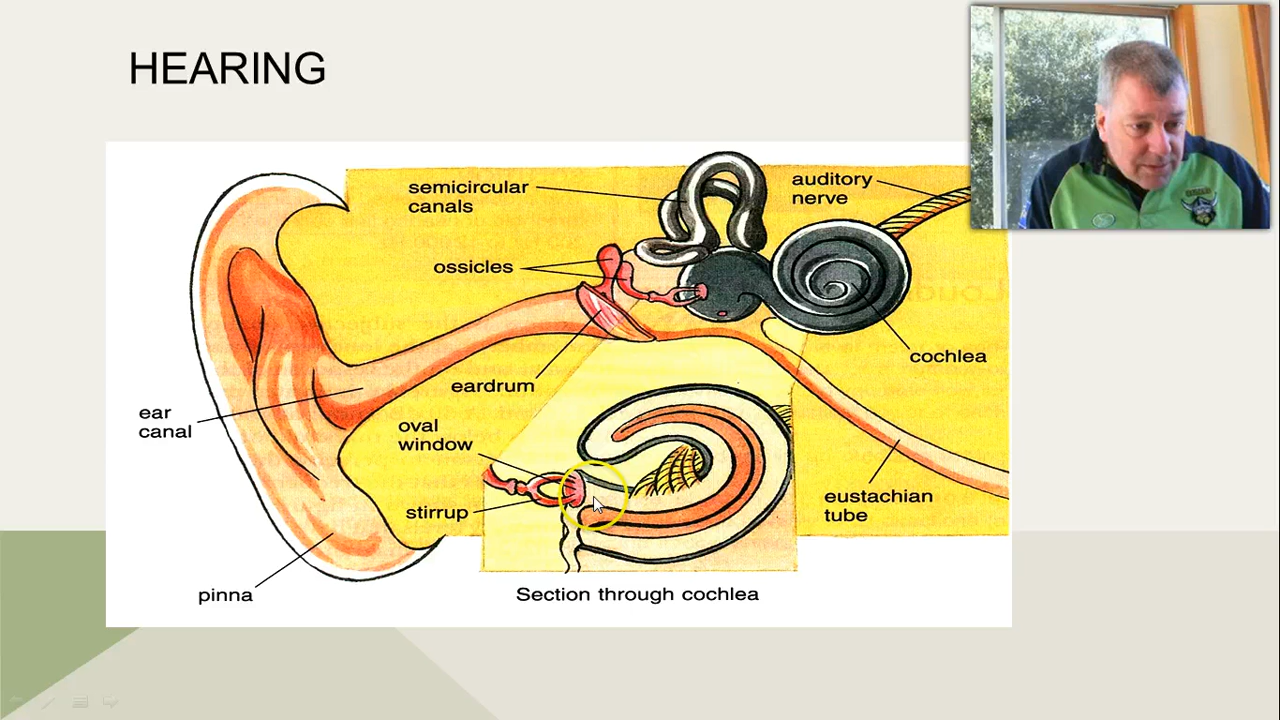 HEARING
semicircular
canals
auditory
nerve
ossicles
cochlea
eardrum
ear
canal
oval
window
stirrup
eustachian
tube
pinna
Section through cochlea